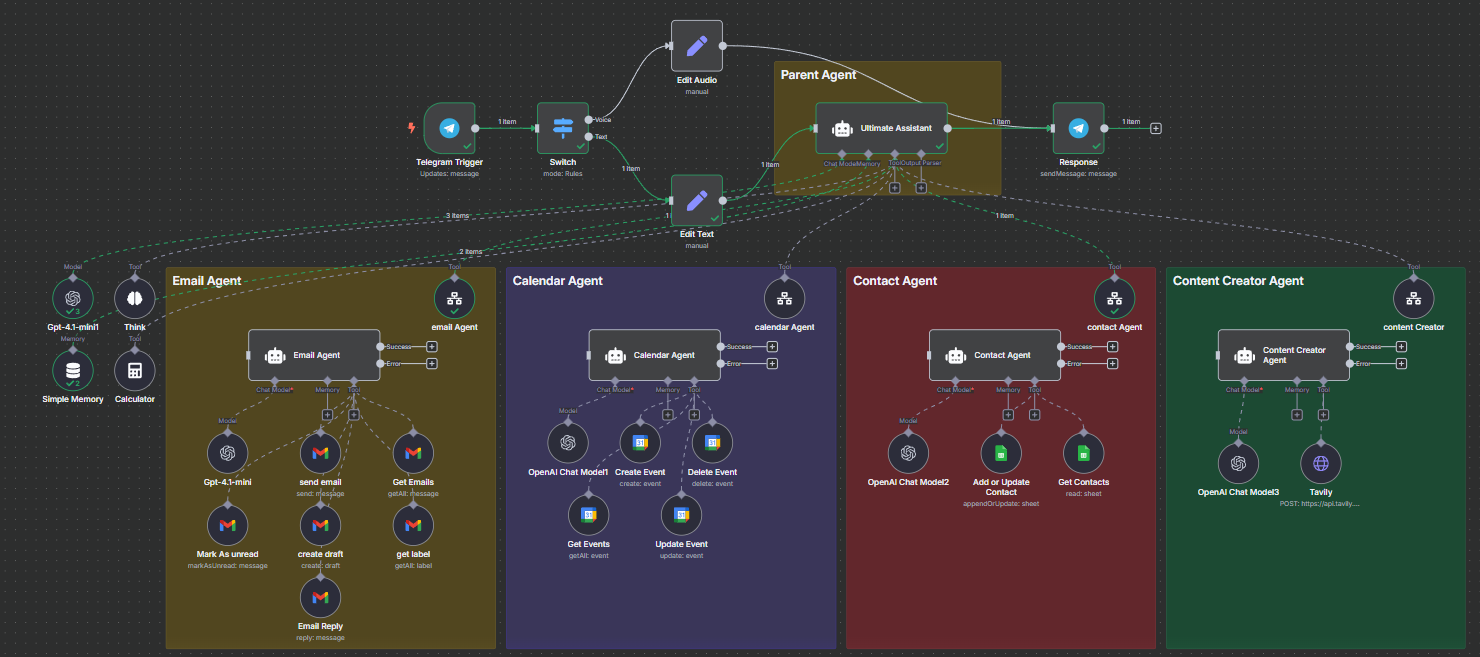 Edit Audio
manual
Parent Agent
1 item
Voice
Text
Ultimate Assistant
1 item
1 item
Telegram Trigger
Updates: message
Switch
mode: Rules
Chat Model
Memory
Tool
Output Parser
Response
sendMessage: message
1 item
1 item
3 items
1
1 item
Edit Text
manual
2 items
Model
Tool
Tool
Tool
Tool
Tool
Email Agent
Calendar Agent
Contact Agent
Content Creator Agent
3
Gpt-4.1-mini1
Think
email Agent
calendar Agent
contact Agent
content Creator
Memory
Tool
Email Agent
Success
Error
Calendar Agent
Success
Error
Contact Agent
Success
Error
Content Creator
Agent
Success
Error
2
Simple Memory
Calculator
Chat Model*
Memory
Tool
Chat Model*
Memory
Tool
Chat Model*
Memory
Tool
Chat Model*
Memory
Tool
Model
Model
Model
Model
Gpt-4.1-mini
send email
send: message
Get Emails
getAll: message
OpenAI Chat Model1
Create Event
create: event
Delete Event
delete: event
OpenAI Chat Model2
Add or Update
Contact
appendOrUpdate: sheet
Get Contacts
read: sheet
OpenAI Chat Model3
Tavily
POST: https://api.tavily....
Mark As unread
markAsUnread: message
create draft
create: draft
get label
getAll: label
Get Events
getAll: event
Update Event
update: event
Email Reply
reply: message